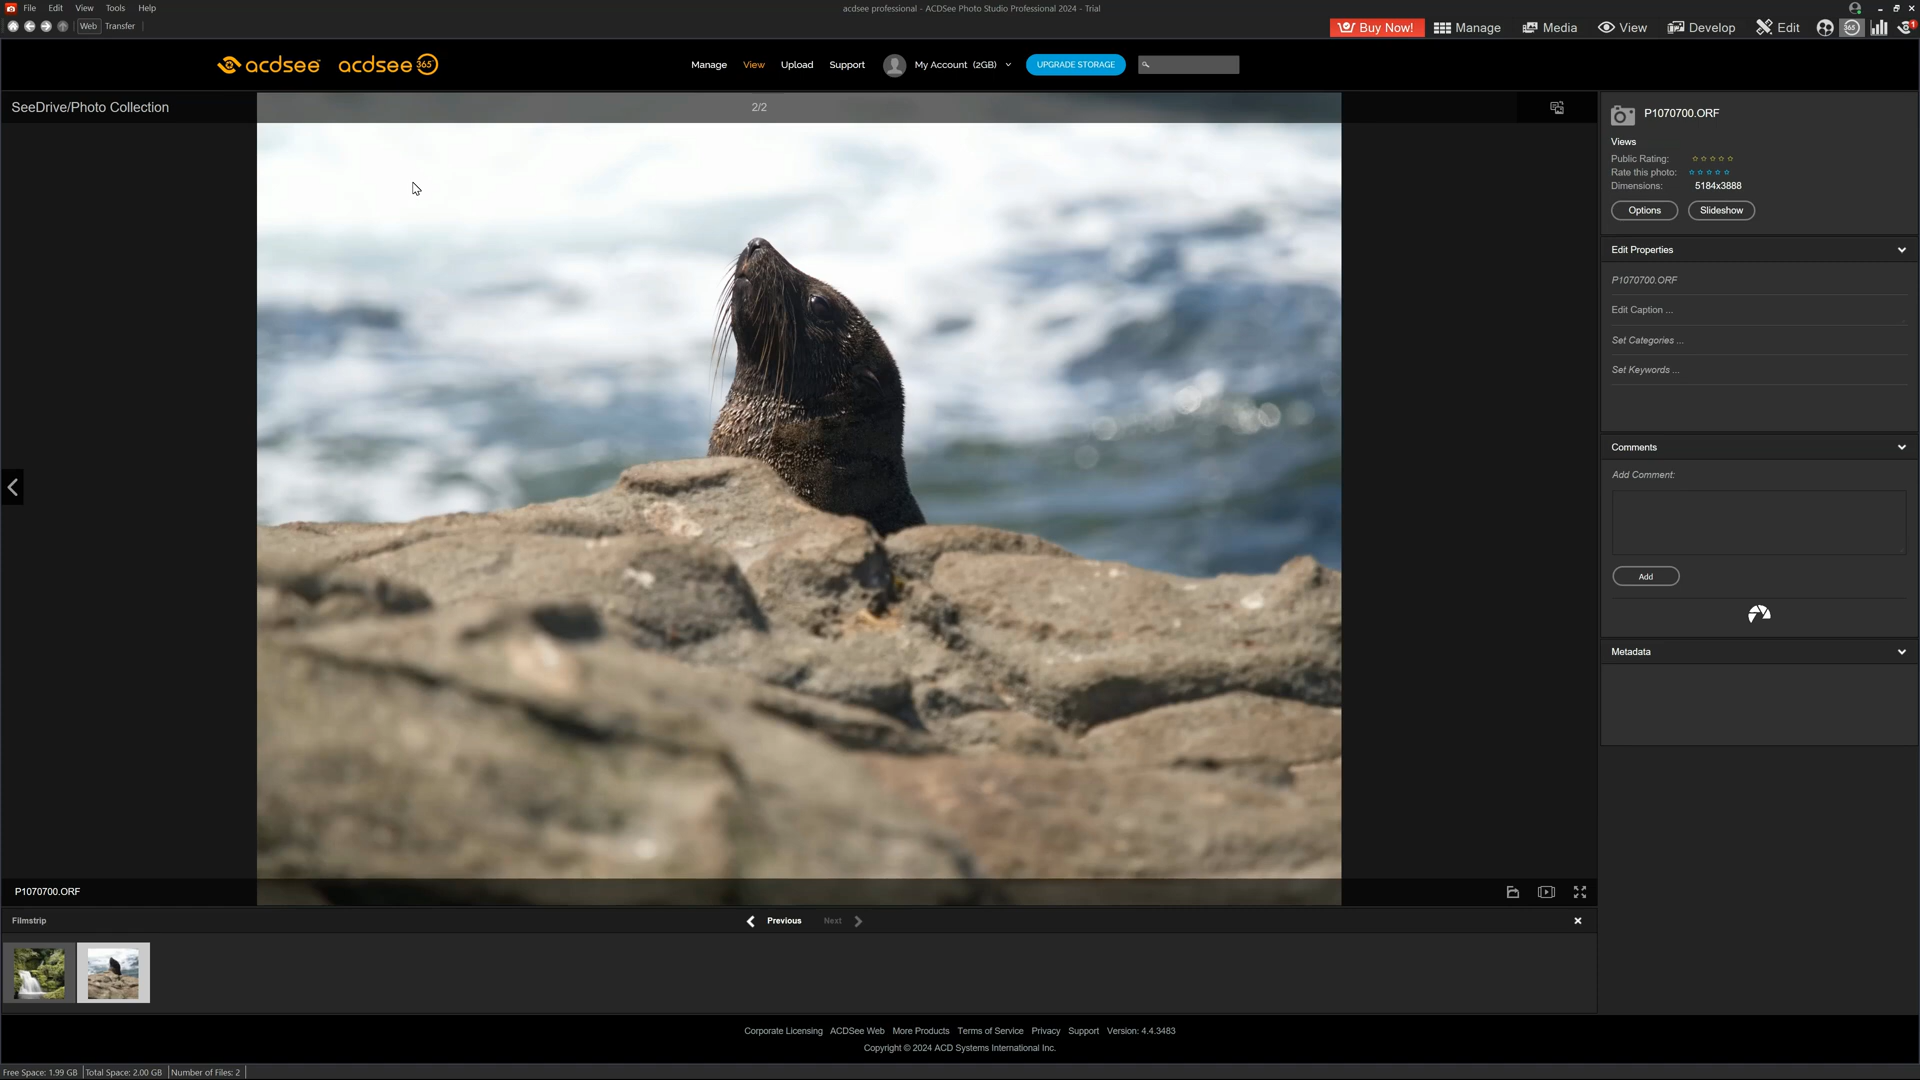 File Edit View Tools Help
acdsee professional - ACDSee Photo Studio Professional 2024 - Trial
Web Transfer
Buy Now! Manage Media View Develop Edit 365 1
acdsee acdsee 365
Manage View Upload Support My Account (2GB) UPGRADE STORAGE
SeeDrive/Photo Collection
2/2
P1070700.ORF
Views
Public Rating:
Rate this photo:
Dimensions: 5184x3888
Options Slideshow
Edit Properties
P1070700.ORF
Edit Caption ...
Set Categories ...
Set Keywords ...
Comments
Add Comment:
Add
Metadata
P1070700.ORF
Filmstrip
Previous Next
Corporate Licensing ACDSee Web More Products Terms of Service Privacy Support Version: 4.4.3483
Copyright © 2024 ACD Systems International Inc.
Free Space: 1.99 GB Total Space: 2.00 GB Number of Files: 2